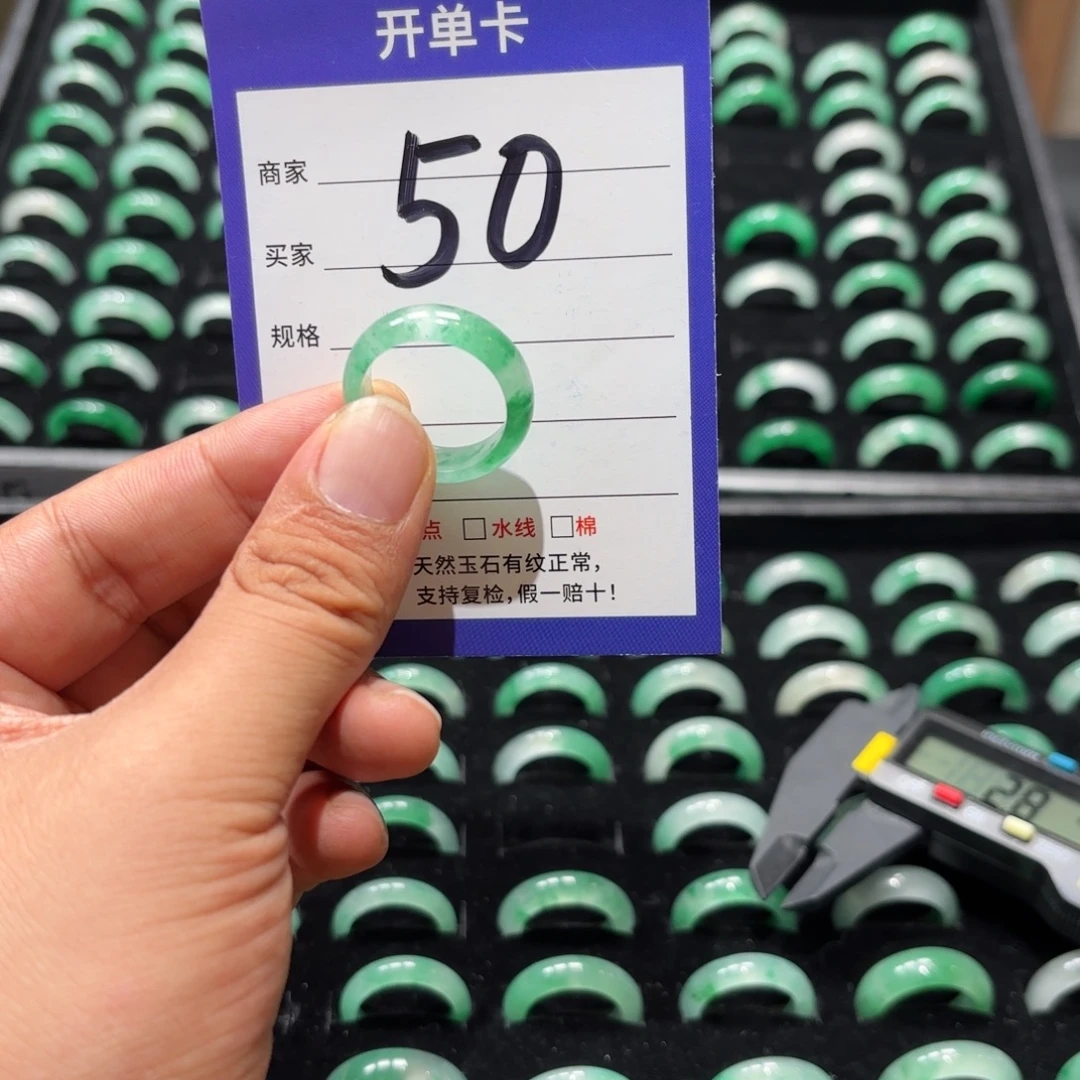 开单卡
50
商家
买家
规格
点 □水线 □棉
天然玉石有纹正常，
支持复检，假一赔十！
28